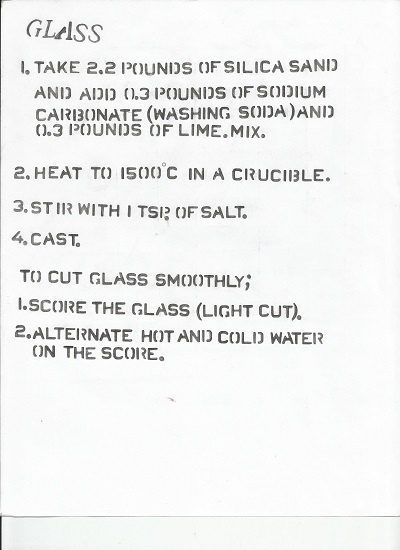 GLASS
1. TAKE 2.2 POUNDS OF SILICA SAND
AND ADD 0.3 POUNDS OF SODIUM
CARBONATE (WASHING SODA) AND
0.3 POUNDS OF LIME. MIX.
2. HEAT TO 1500°C IN A CRUCIBLE.
3. STIR WITH 1 TSP. OF SALT.
4. CAST.
TO CUT GLASS SMOOTHLY;
1. SCORE THE GLASS (LIGHT CUT).
2. ALTERNATE HOT AND COLD WATER
ON THE SCORE.